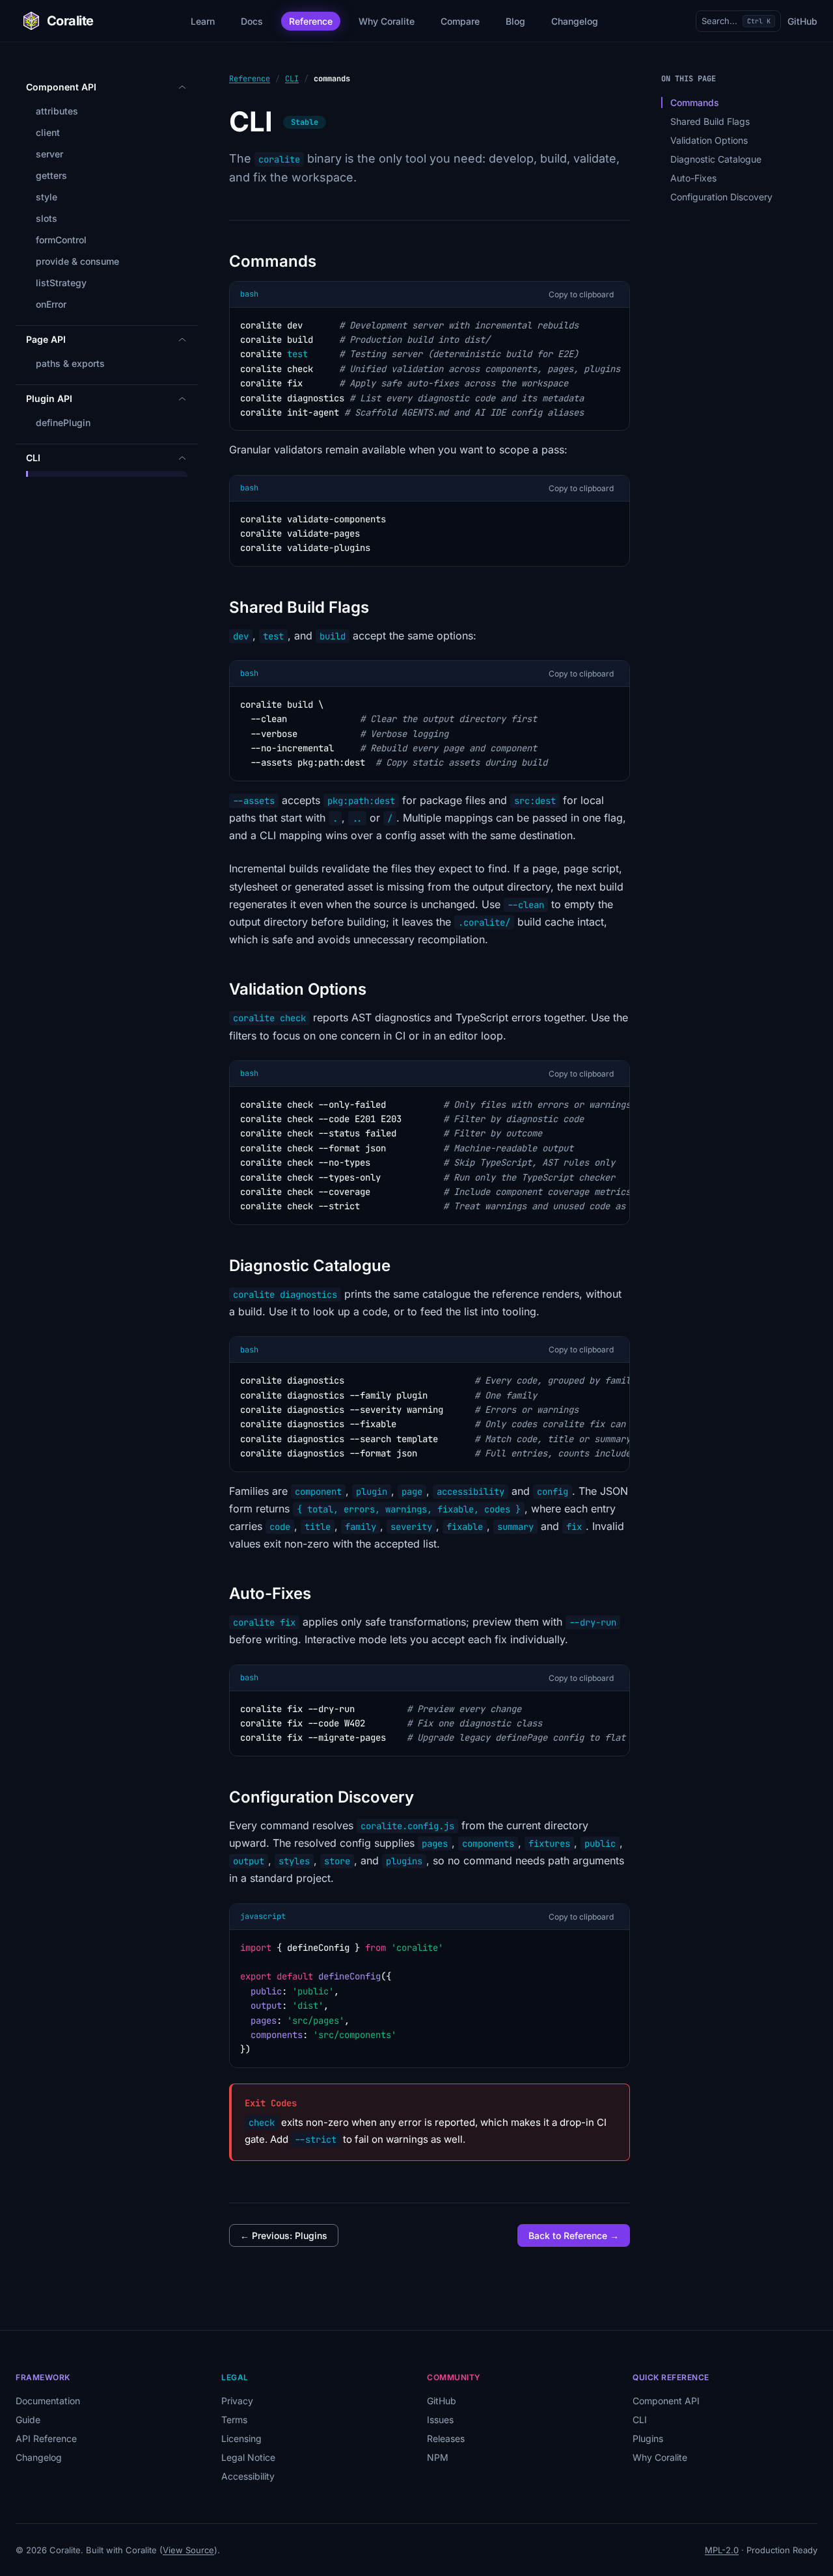 Coralite
Learn
Docs
Reference
Why Coralite
Compare
Blog
Changelog
Search...
Ctrl K
GitHub
Component API
attributes
client
server
getters
style
slots
formControl
provide & consume
listStrategy
onError
Page API
paths & exports
Plugin API
definePlugin
CLI
Reference / CLI / commands
CLI Stable
The coralite binary is the only tool you need: develop, build, validate,
and fix the workspace.
Commands
bash Copy to clipboard
coralite dev # Development server with incremental rebuilds
coralite build # Production build into dist/
coralite test # Testing server (deterministic build for E2E)
coralite check # Unified validation across components, pages, plugins
coralite fix # Apply safe auto-fixes across the workspace
coralite diagnostics # List every diagnostic code and its metadata
coralite init-agent # Scaffold AGENTS.md and AI IDE config aliases
Granular validators remain available when you want to scope a pass:
bash Copy to clipboard
coralite validate-components
coralite validate-pages
coralite validate-plugins
Shared Build Flags
dev, test, and build accept the same options:
bash Copy to clipboard
coralite build \
--clean # Clear the output directory first
--verbose # Verbose logging
--no-incremental # Rebuild every page and component
--assets pkg:path:dest # Copy static assets during build
--assets accepts pkg:path:dest for package files and src:dest for local
paths that start with ., .. or /. Multiple mappings can be passed in one flag,
and a CLI mapping wins over a config asset with the same destination.
Incremental builds revalidate the files they expect to find. If a page, page script,
stylesheet or generated asset is missing from the output directory, the next build
regenerates it even when the source is unchanged. Use --clean to empty the
output directory before building; it leaves the .coralite/ build cache intact,
which is safe and avoids unnecessary recompilation.
Validation Options
coralite check reports AST diagnostics and TypeScript errors together. Use the
filters to focus on one concern in CI or in an editor loop.
bash Copy to clipboard
coralite check --only-failed # Only files with errors or warnings
coralite check --code E201 E203 # Filter by diagnostic code
coralite check --status failed # Filter by outcome
coralite check --format json # Machine-readable output
coralite check --no-types # Skip TypeScript, AST rules only
coralite check --types-only # Run only the TypeScript checker
coralite check --coverage # Include component coverage metrics
coralite check --strict # Treat warnings and unused code as
Diagnostic Catalogue
coralite diagnostics prints the same catalogue the reference renders, without
a build. Use it to look up a code, or to feed the list into tooling.
bash Copy to clipboard
coralite diagnostics # Every code, grouped by famil
coralite diagnostics --family plugin # One family
coralite diagnostics --severity warning # Errors or warnings
coralite diagnostics --fixable # Only codes coralite fix can
coralite diagnostics --search template # Match code, title or summary
coralite diagnostics --format json # Full entries, counts include
Families are component, plugin, page, accessibility and config. The JSON
form returns { total, errors, warnings, fixable, codes }, where each entry
carries code, title, family, severity, fixable, summary and fix. Invalid
values exit non-zero with the accepted list.
Auto-Fixes
coralite fix applies only safe transformations; preview them with --dry-run
before writing. Interactive mode lets you accept each fix individually.
bash Copy to clipboard
coralite fix --dry-run # Preview every change
coralite fix --code W402 # Fix one diagnostic class
coralite fix --migrate-pages # Upgrade legacy definePage config to flat
Configuration Discovery
Every command resolves coralite.config.js from the current directory
upward. The resolved config supplies pages, components, fixtures, public,
output, styles, store, and plugins, so no command needs path arguments
in a standard project.
javascript Copy to clipboard
import { defineConfig } from 'coralite'
export default defineConfig({
public: 'public',
output: 'dist',
pages: 'src/pages',
components: 'src/components'
})
Exit Codes
check exits non-zero when any error is reported, which makes it a drop-in CI
gate. Add --strict to fail on warnings as well.
← Previous: Plugins
Back to Reference →
ON THIS PAGE
Commands
Shared Build Flags
Validation Options
Diagnostic Catalogue
Auto-Fixes
Configuration Discovery
FRAMEWORK
Documentation
Guide
API Reference
Changelog
LEGAL
Privacy
Terms
Licensing
Legal Notice
Accessibility
COMMUNITY
GitHub
Issues
Releases
NPM
QUICK REFERENCE
Component API
CLI
Plugins
Why Coralite
© 2026 Coralite. Built with Coralite (View Source).
MPL-2.0 · Production Ready